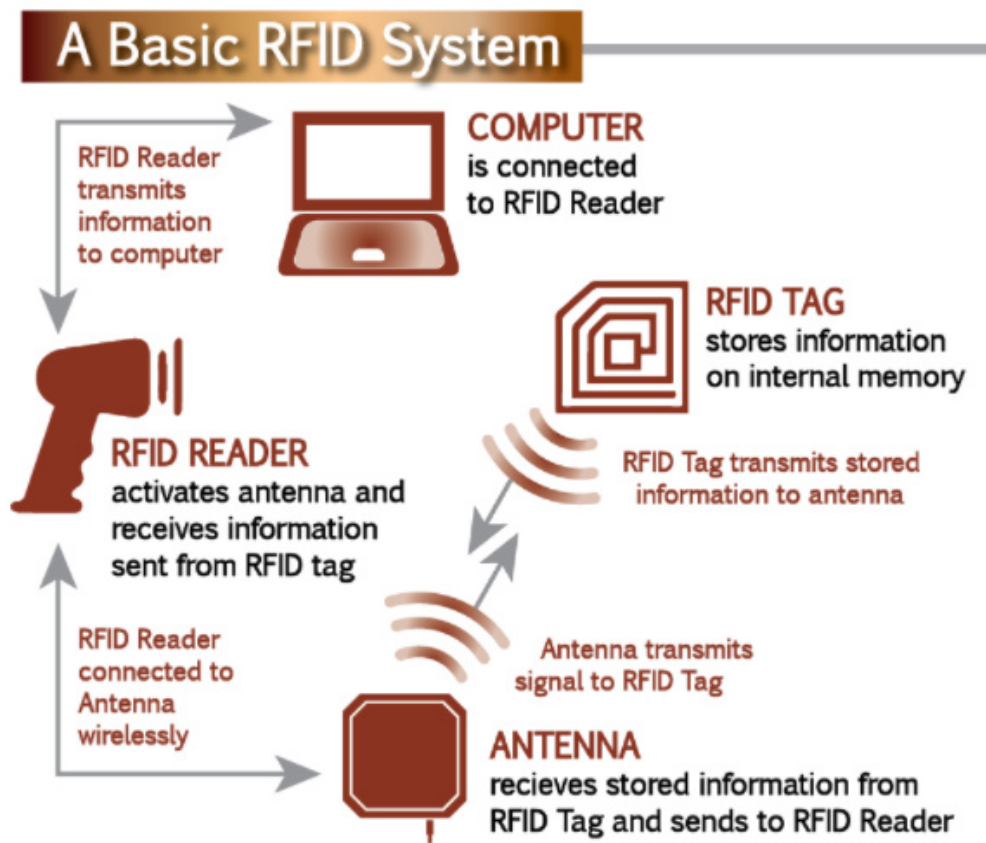 A Basic RFID System
COMPUTER
is connected
to RFID Reader
RFID Reader
transmits
information
to computer
RFID TAG
stores information
on internal memory
RFID READER
activates antenna and
receives information
sent from RFID tag
RFID Tag transmits stored
information to antenna
RFID Reader
connected to
Antenna
wirelessly
Antenna transmits
signal to RFID Tag
ANTENNA
recieves stored information from
RFID Tag and sends to RFID Reader